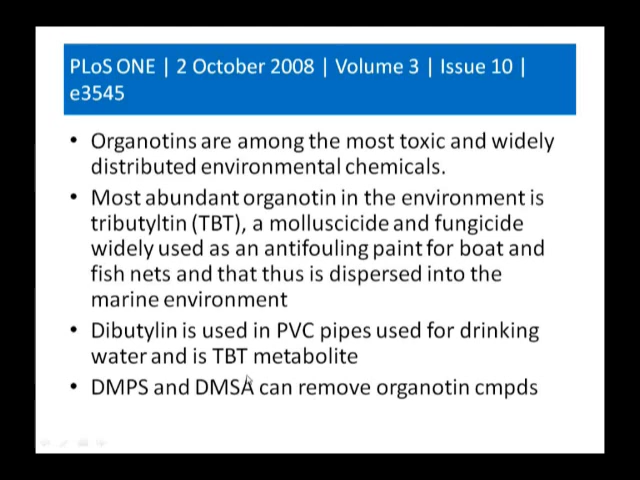 PLoS ONE | 2 October 2008 | Volume 3 | Issue 10 |
e3545
• Organotins are among the most toxic and widely
distributed environmental chemicals.
• Most abundant organotin in the environment is
tributyltin (TBT), a molluscicide and fungicide
widely used as an antifouling paint for boat and
fish nets and that thus is dispersed into the
marine environment
• Dibutylin is used in PVC pipes used for drinking
water and is TBT metabolite
• DMPS and DMSA can remove organotin cmpds